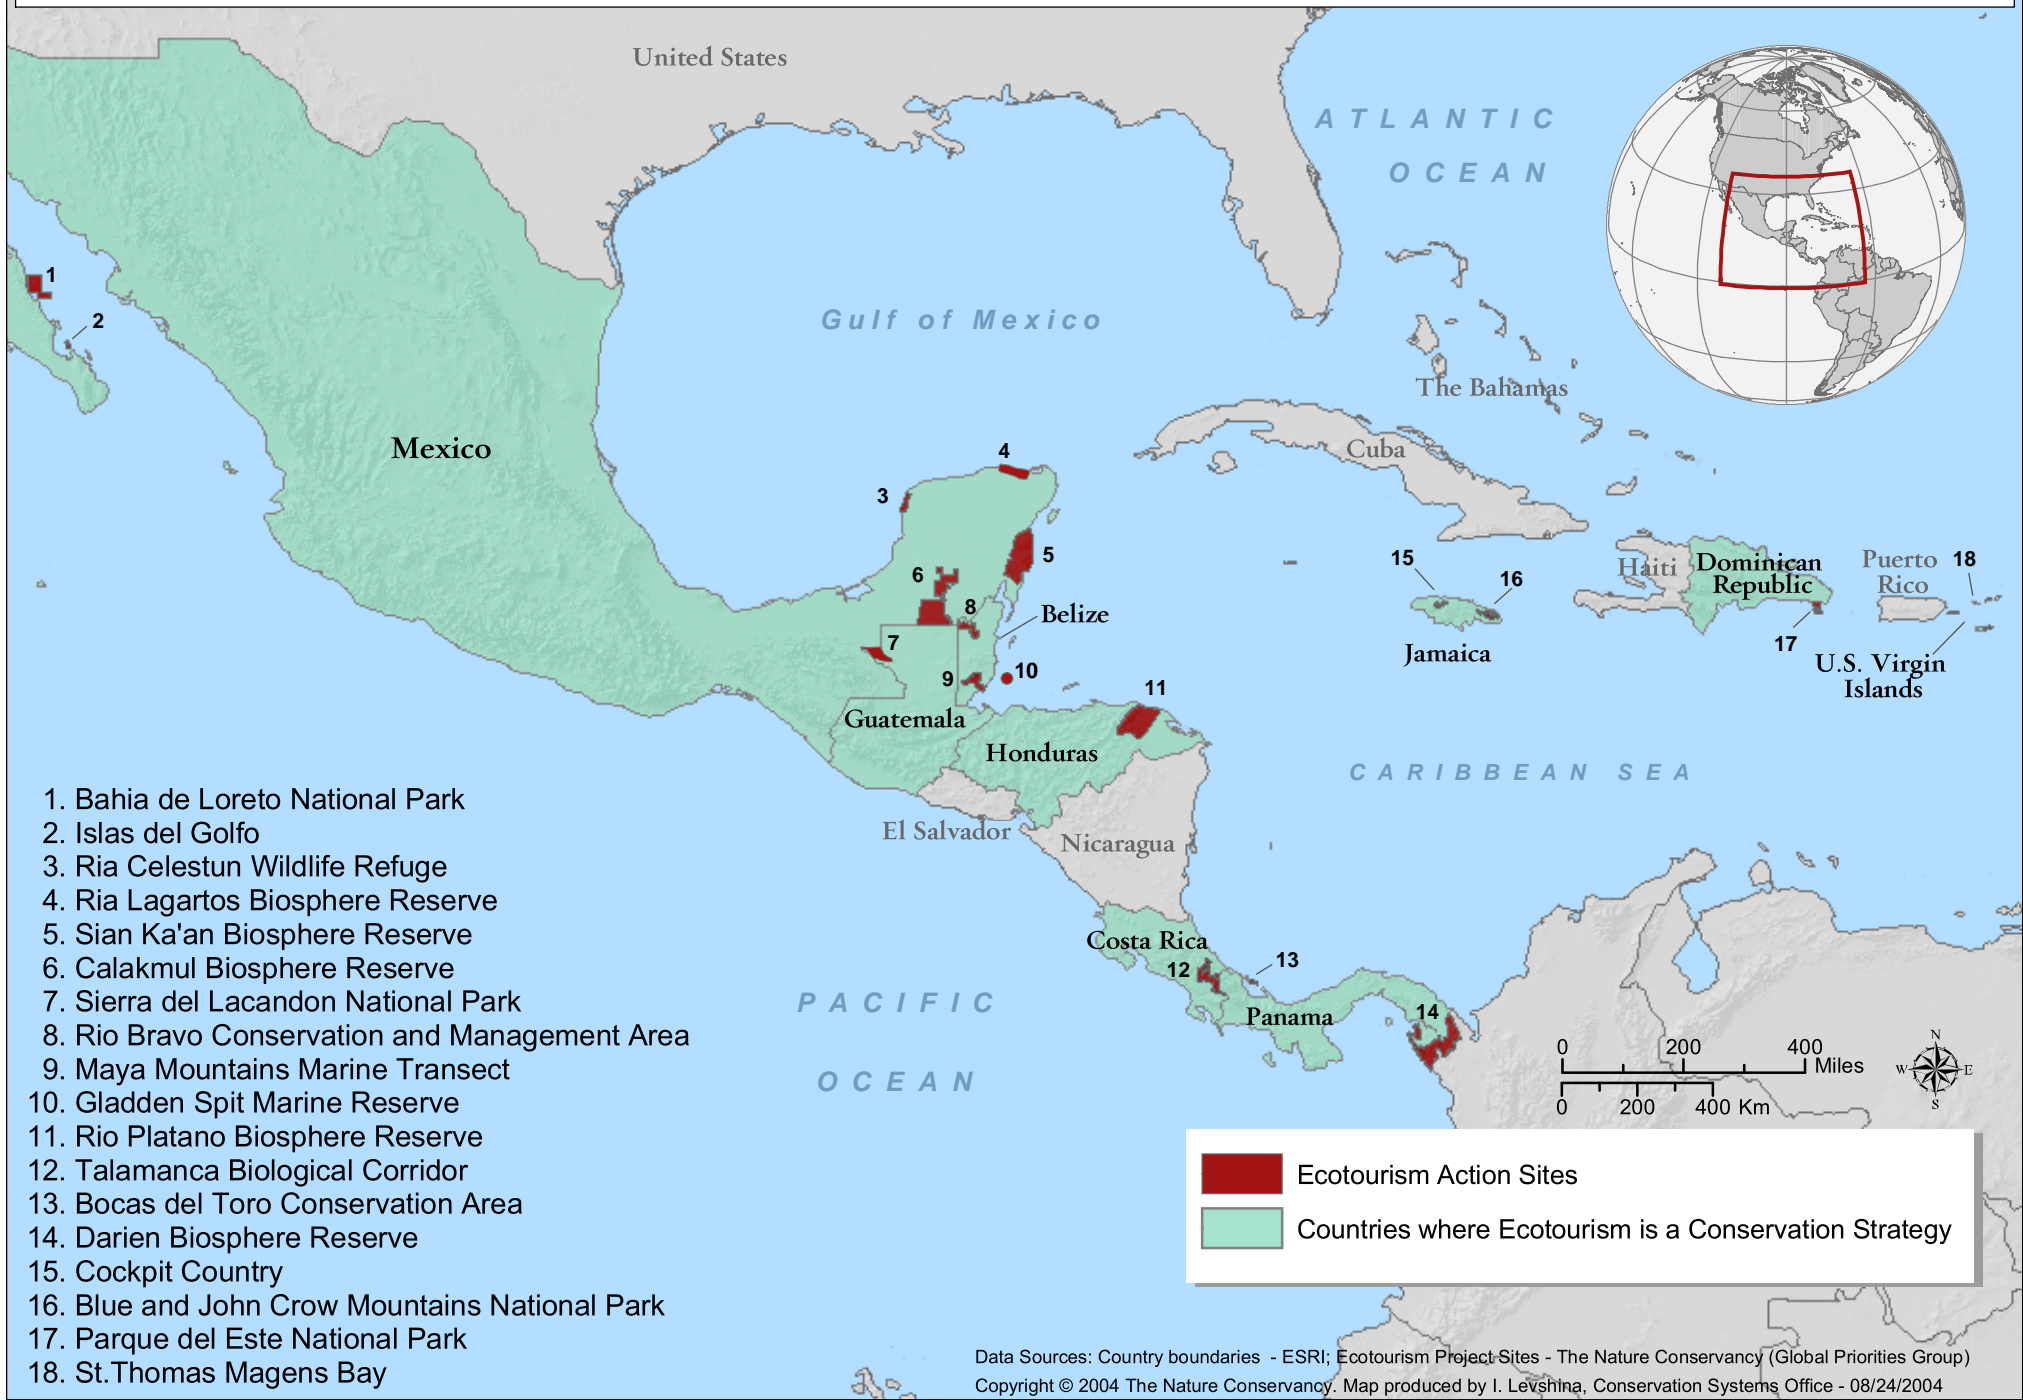 United States
ATLANTIC
OCEAN
1
2
Gulf of Mexico
The Bahamas
Mexico
Cuba
4
3
5
6
15
16
Haiti
Dominican
Republic
Puerto
Rico
18
8
Belize
7
Jamaica
17
U.S. Virgin
Islands
9
10
11
Guatemala
Honduras
CARIBBEAN SEA
El Salvador
Nicaragua
Costa Rica
12
13
PACIFIC
OCEAN
Panama
14
1. Bahia de Loreto National Park
2. Islas del Golfo
3. Ria Celestun Wildlife Refuge
4. Ria Lagartos Biosphere Reserve
5. Sian Ka'an Biosphere Reserve
6. Calakmul Biosphere Reserve
7. Sierra del Lacandon National Park
8. Rio Bravo Conservation and Management Area
9. Maya Mountains Marine Transect
10. Gladden Spit Marine Reserve
11. Rio Platano Biosphere Reserve
12. Talamanca Biological Corridor
13. Bocas del Toro Conservation Area
14. Darien Biosphere Reserve
15. Cockpit Country
16. Blue and John Crow Mountains National Park
17. Parque del Este National Park
18. St.Thomas Magens Bay
0 200 400
Miles
0 200 400 Km
N
W E
S
Ecotourism Action Sites
Countries where Ecotourism is a Conservation Strategy
Data Sources: Country boundaries - ESRI; Ecotourism Project Sites - The Nature Conservancy (Global Priorities Group)
Copyright © 2004 The Nature Conservancy. Map produced by I. Levshina, Conservation Systems Office - 08/24/2004